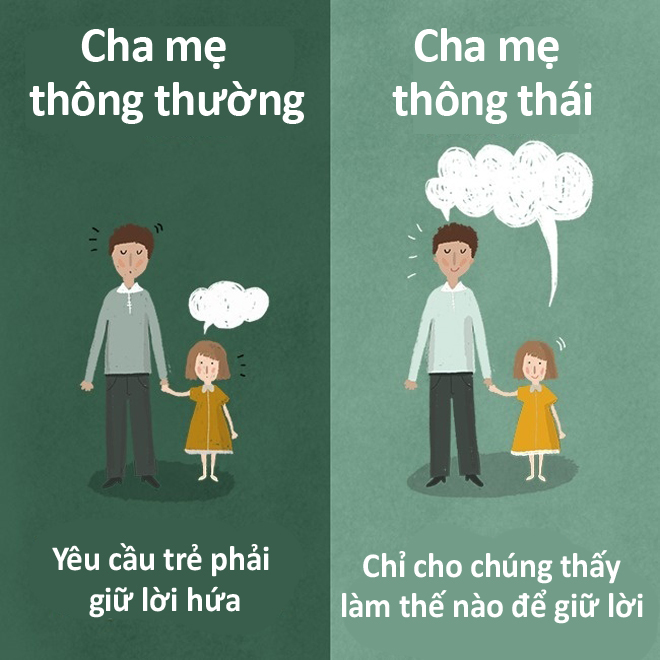 Cha mẹ
thông thường
Cha mẹ
thông thái
Yêu cầu trẻ phải
giữ lời hứa
Chỉ cho chúng thấy
làm thế nào để giữ lời